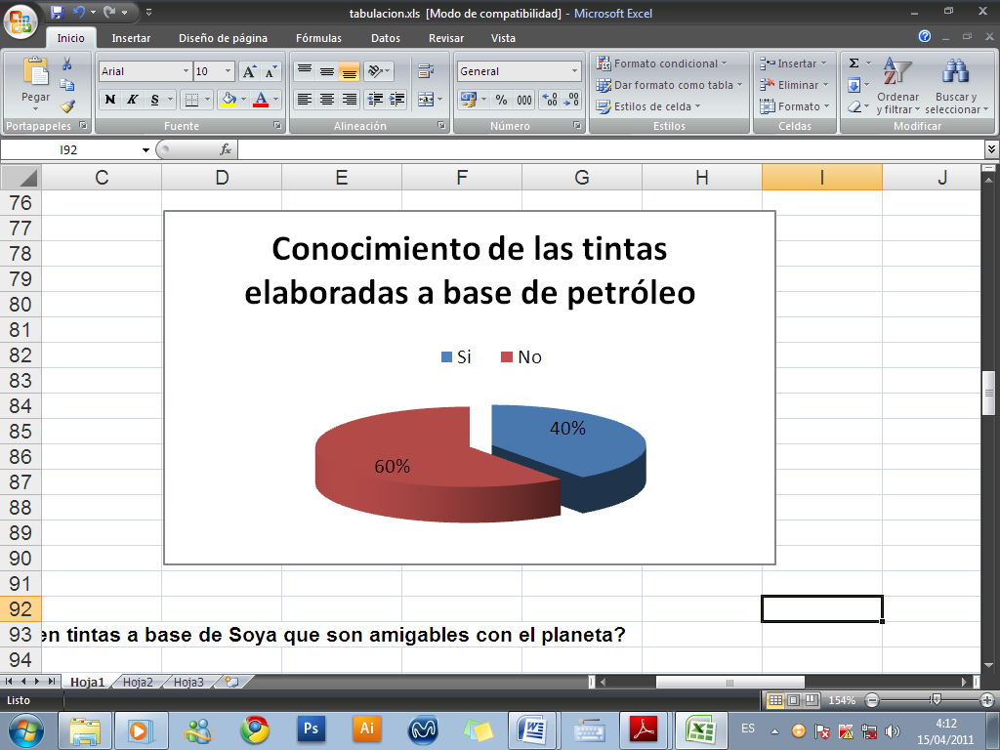 tabulacion.xls [Modo de compatibilidad] - Microsoft Excel
Inicio Insertar Diseño de página Fórmulas Datos Revisar Vista
Pegar
Portapapeles
Arial 10
N K S
Fuente
Alineación
General
% 000
Número
Formato condicional
Dar formato como tabla
Estilos de celda
Estilos
Insertar
Eliminar
Formato
Celdas
Σ
Ordenar y filtrar
Buscar y seleccionar
Modificar
I92 fx
C D E F G H I J
76
77
78
79
80
81
82
83
84
85
86
87
88
89
90
91
92
93
94
Conocimiento de las tintas
elaboradas a base de petróleo
Si No
40%
60%
en tintas a base de Soya que son amigables con el planeta?
Hoja1 Hoja2 Hoja3
Listo 154%
Ps Ai ES 4:12
15/04/2011